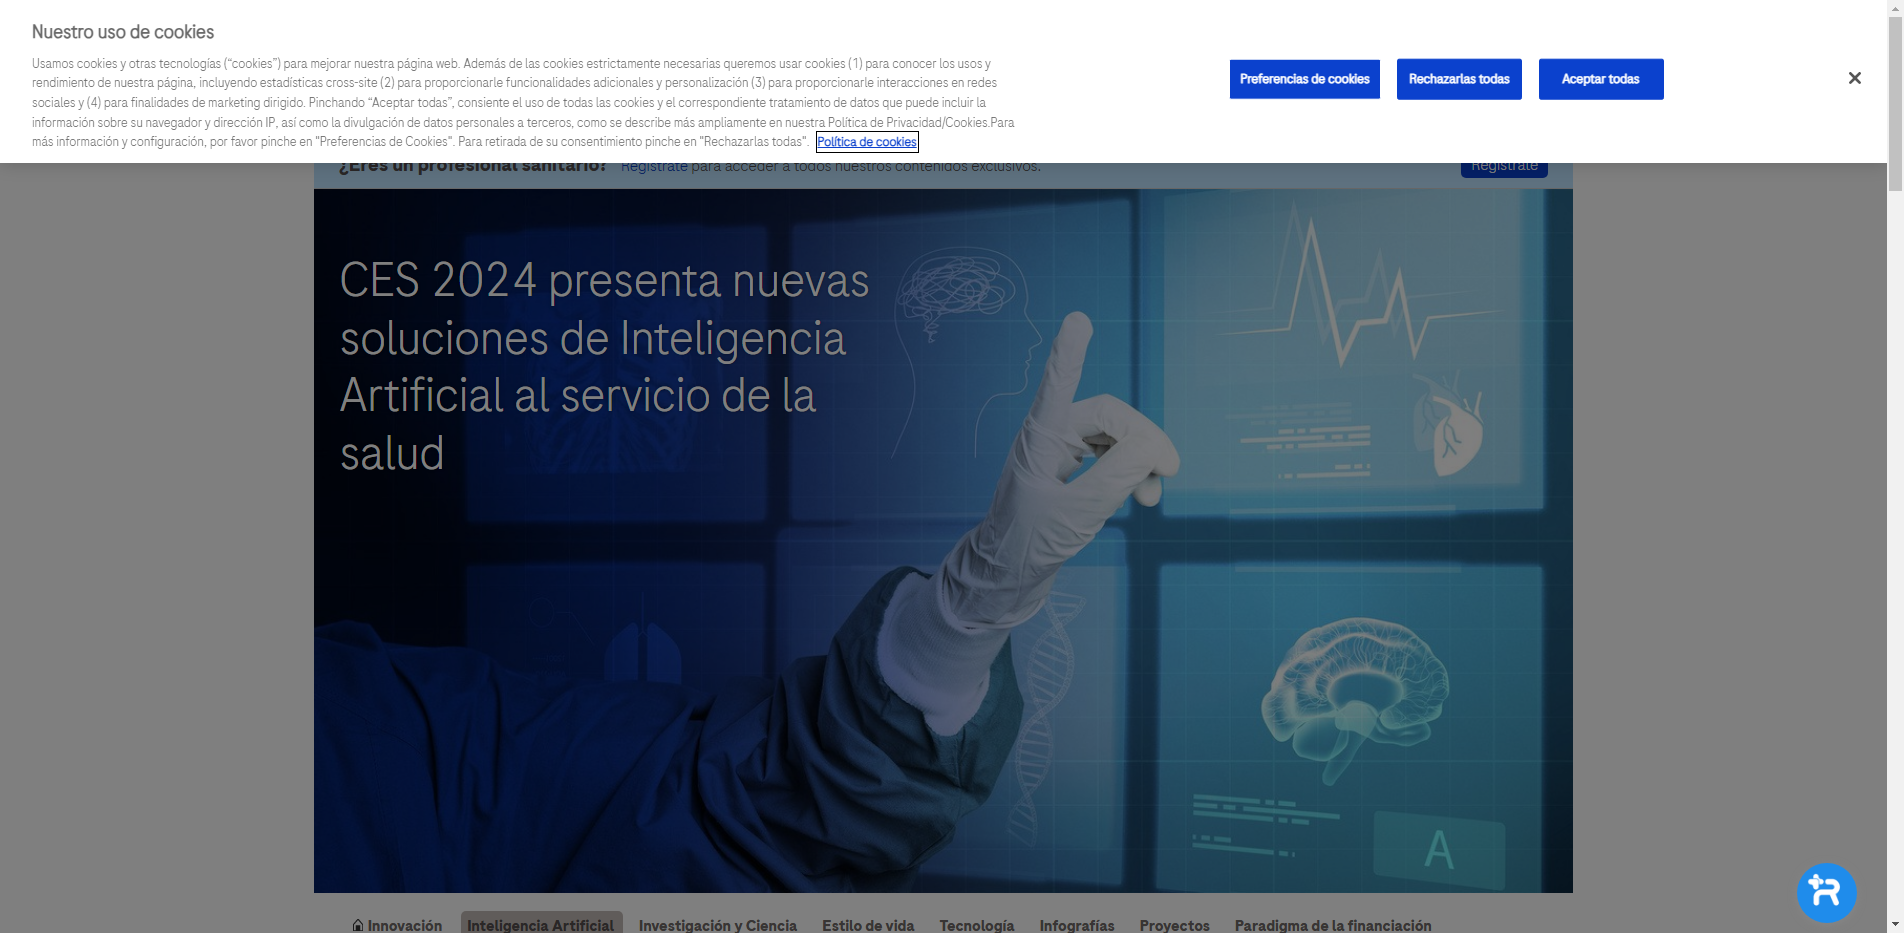 Nuestro uso de cookies
Usamos cookies y otras tecnologías (“cookies”) para mejorar nuestra página web. Además de las cookies estrictamente necesarias queremos usar cookies (1) para conocer los usos y
rendimiento de nuestra página, incluyendo estadísticas cross-site (2) para proporcionarle funcionalidades adicionales y personalización (3) para proporcionarle interacciones en redes
sociales y (4) para finalidades de marketing dirigido. Pinchando “Aceptar todas”, consiente el uso de todas las cookies y el correspondiente tratamiento de datos que puede incluir la
información sobre su navegador y dirección IP, así como la divulgación de datos personales a terceros, como se describe más ampliamente en nuestra Política de Privacidad/Cookies.Para
más información y configuración, por favor pinche en "Preferencias de Cookies". Para retirada de su consentimiento pinche en "Rechazarlas todas". Política de cookies
Preferencias de cookies
Rechazarlas todas
Aceptar todas
¿Eres un profesional sanitario? Regístrate para acceder a todos nuestros contenidos exclusivos.
Regístrate
CES 2024 presenta nuevas
soluciones de Inteligencia
Artificial al servicio de la
salud
A
R
Innovación Inteligencia Artificial Investigación y Ciencia Estilo de vida Tecnología Infografías Proyectos Paradigma de la financiación